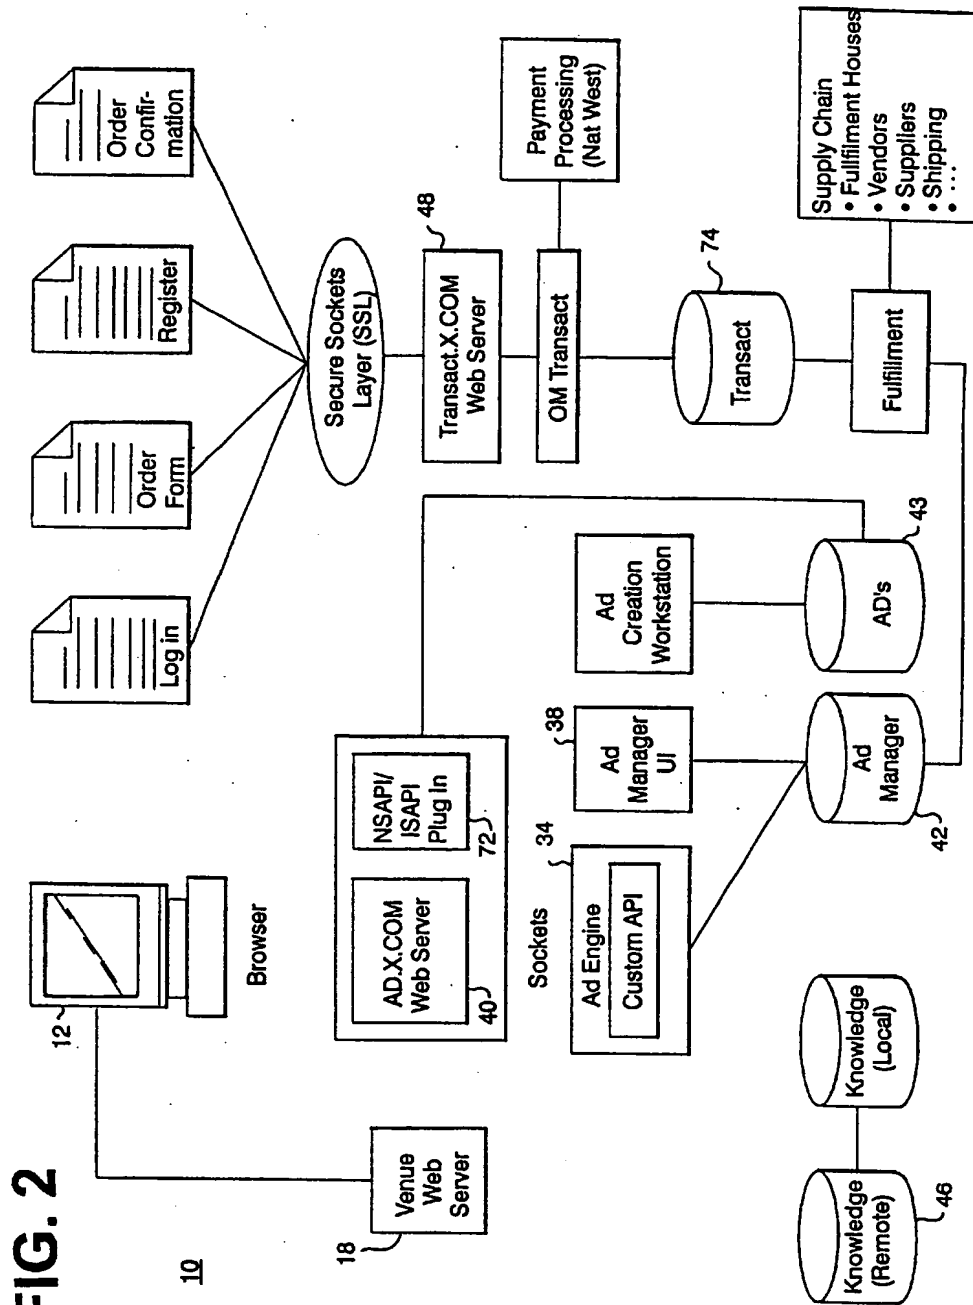 FIG. 2
10
12
Browser
Venue
Web
Server
18
Log in
Order
Form
Register
Order
Confir-
mation
Secure Sockets
Layer (SSL)
Transact.X.COM
Web Server
48
OM Transact
Payment
Processing
(Nat West)
Transact
74
Fulfillment
Supply Chain
• Fullfilment Houses
• Vendors
• Suppliers
• Shipping
• ...
AD.X.COM
Web Server
40
NSAPI/
ISAPI
Plug In
72
Sockets
Ad Engine
Custom API
34
Ad
Manager
UI
38
Ad
Creation
Workstation
Ad
Manager
42
AD's
43
Knowledge
(Remote)
46
Knowledge
(Local)